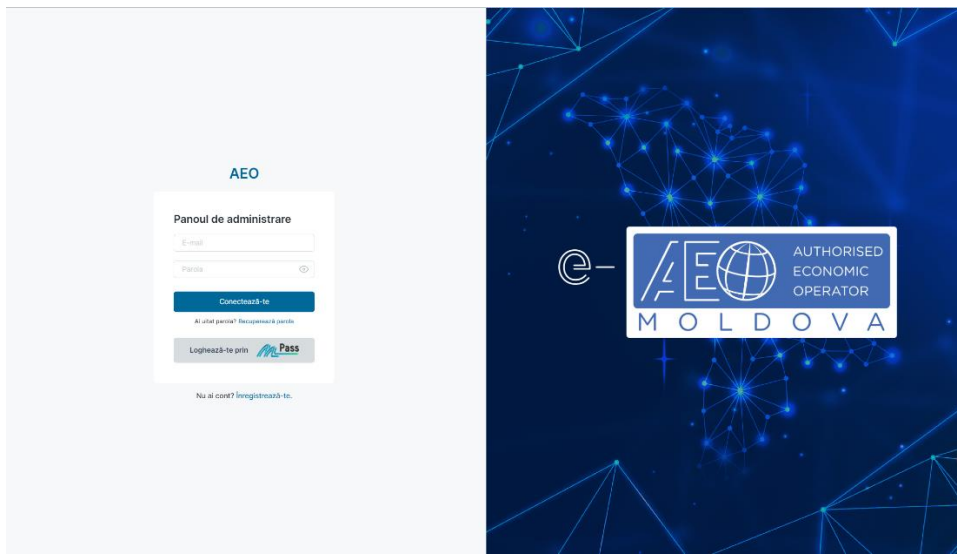 AEO
Panoul de administrare
E-mail
Parola
Conectează-te
Ai uitat parola? Recuperează parola
Loghează-te prin MPass
Nu ai cont? Înregistrează-te.
e-AEO
AUTHORISED
ECONOMIC
OPERATOR
MOLDOVA